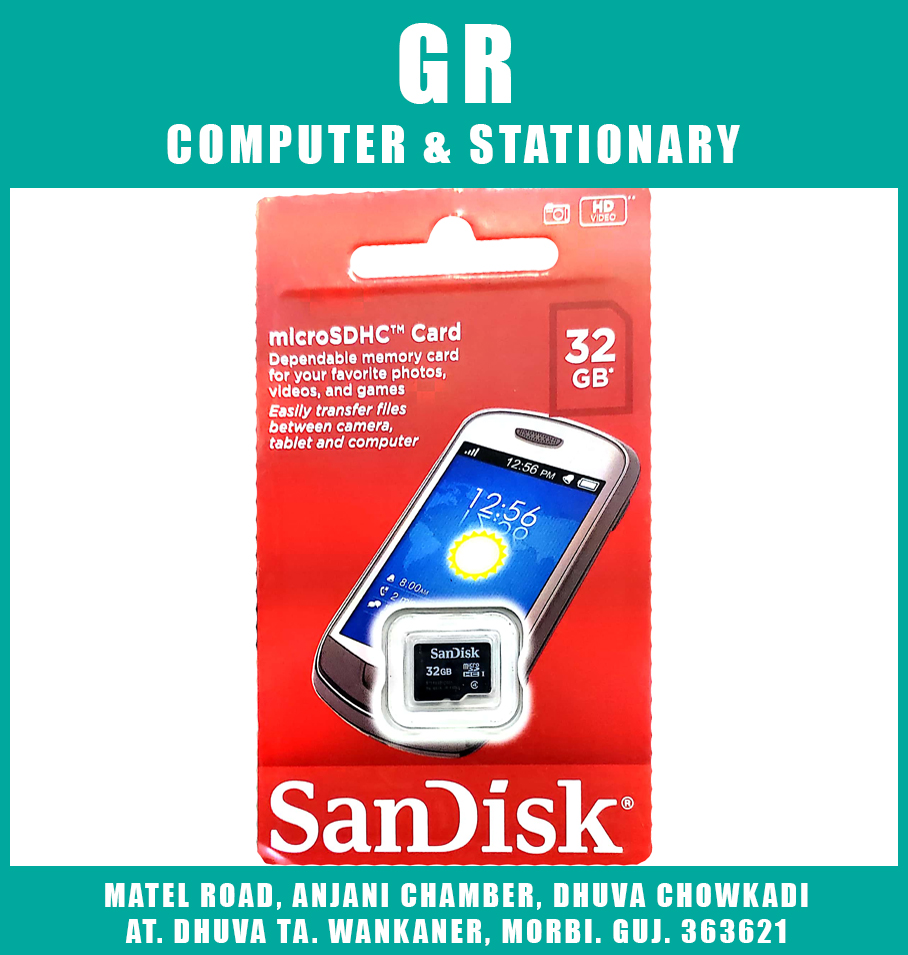 GR
COMPUTER & STATIONARY
HD
VIDEO
microSDHC™ Card
Dependable memory card
for your favorite photos,
videos, and games
Easily transfer files
between camera,
tablet and computer
32
GB*
12:56 PM
12:56
8:00AM
SanDisk
32GB
micro
HC I
SanDisk®
MATEL ROAD, ANJANI CHAMBER, DHUVA CHOWKADI
AT. DHUVA TA. WANKANER, MORBI. GUJ. 363621